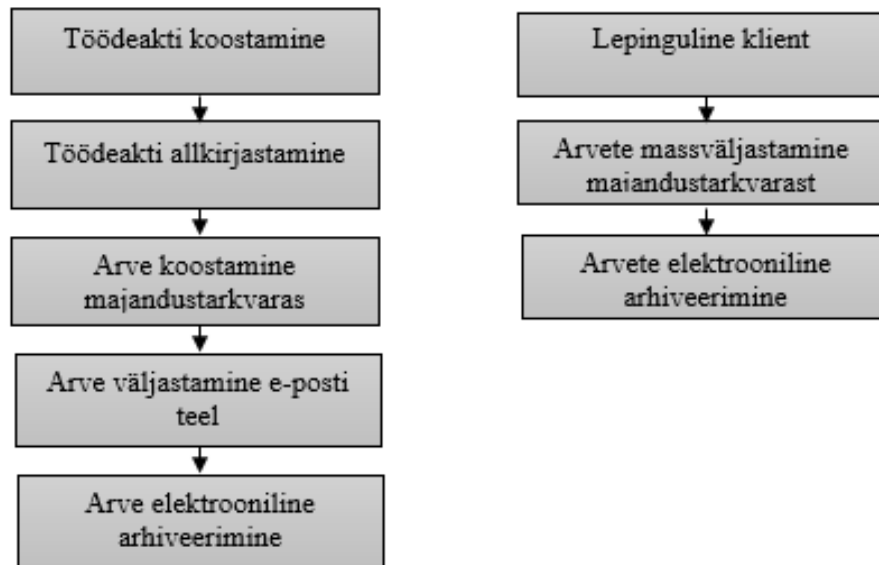 Töödeakti koostamine
Töödeakti allkirjastamine
Arve koostamine
majandustarkvaras
Arve väljastamine e-posti
teel
Arve elektrooniline
arhiveerimine
Lepinguline klient
Arvete massväljastamine
majandustarkvarast
Arvete elektrooniline
arhiveerimine